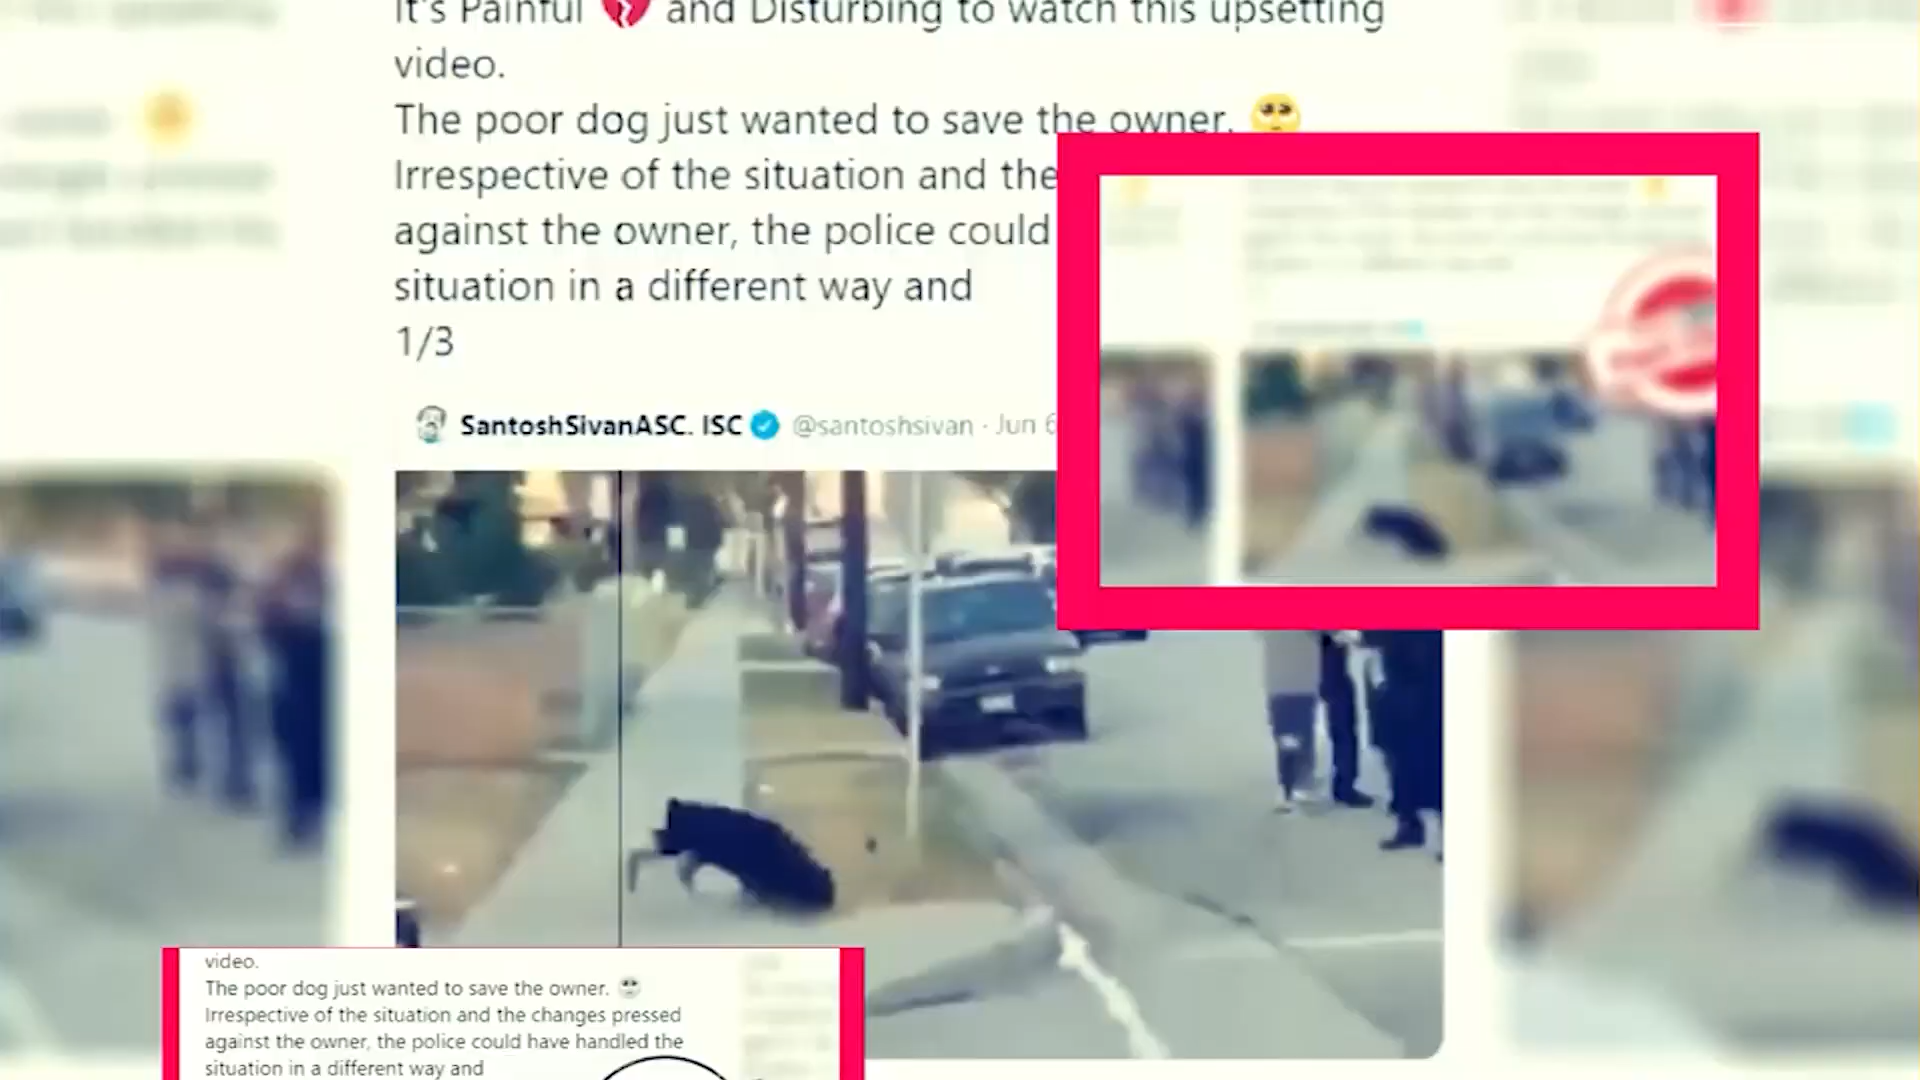 It's Painful 💔 and Disturbing to watch this upsetting
video.
The poor dog just wanted to save the owner. 🥺
Irrespective of the situation and the
against the owner, the police could
situation in a different way and
1/3
SantoshSivanASC. ISC @santoshsivan · Jun 6
video.
The poor dog just wanted to save the owner. 🥺
Irrespective of the situation and the changes pressed
against the owner, the police could have handled the
situation in a different way and